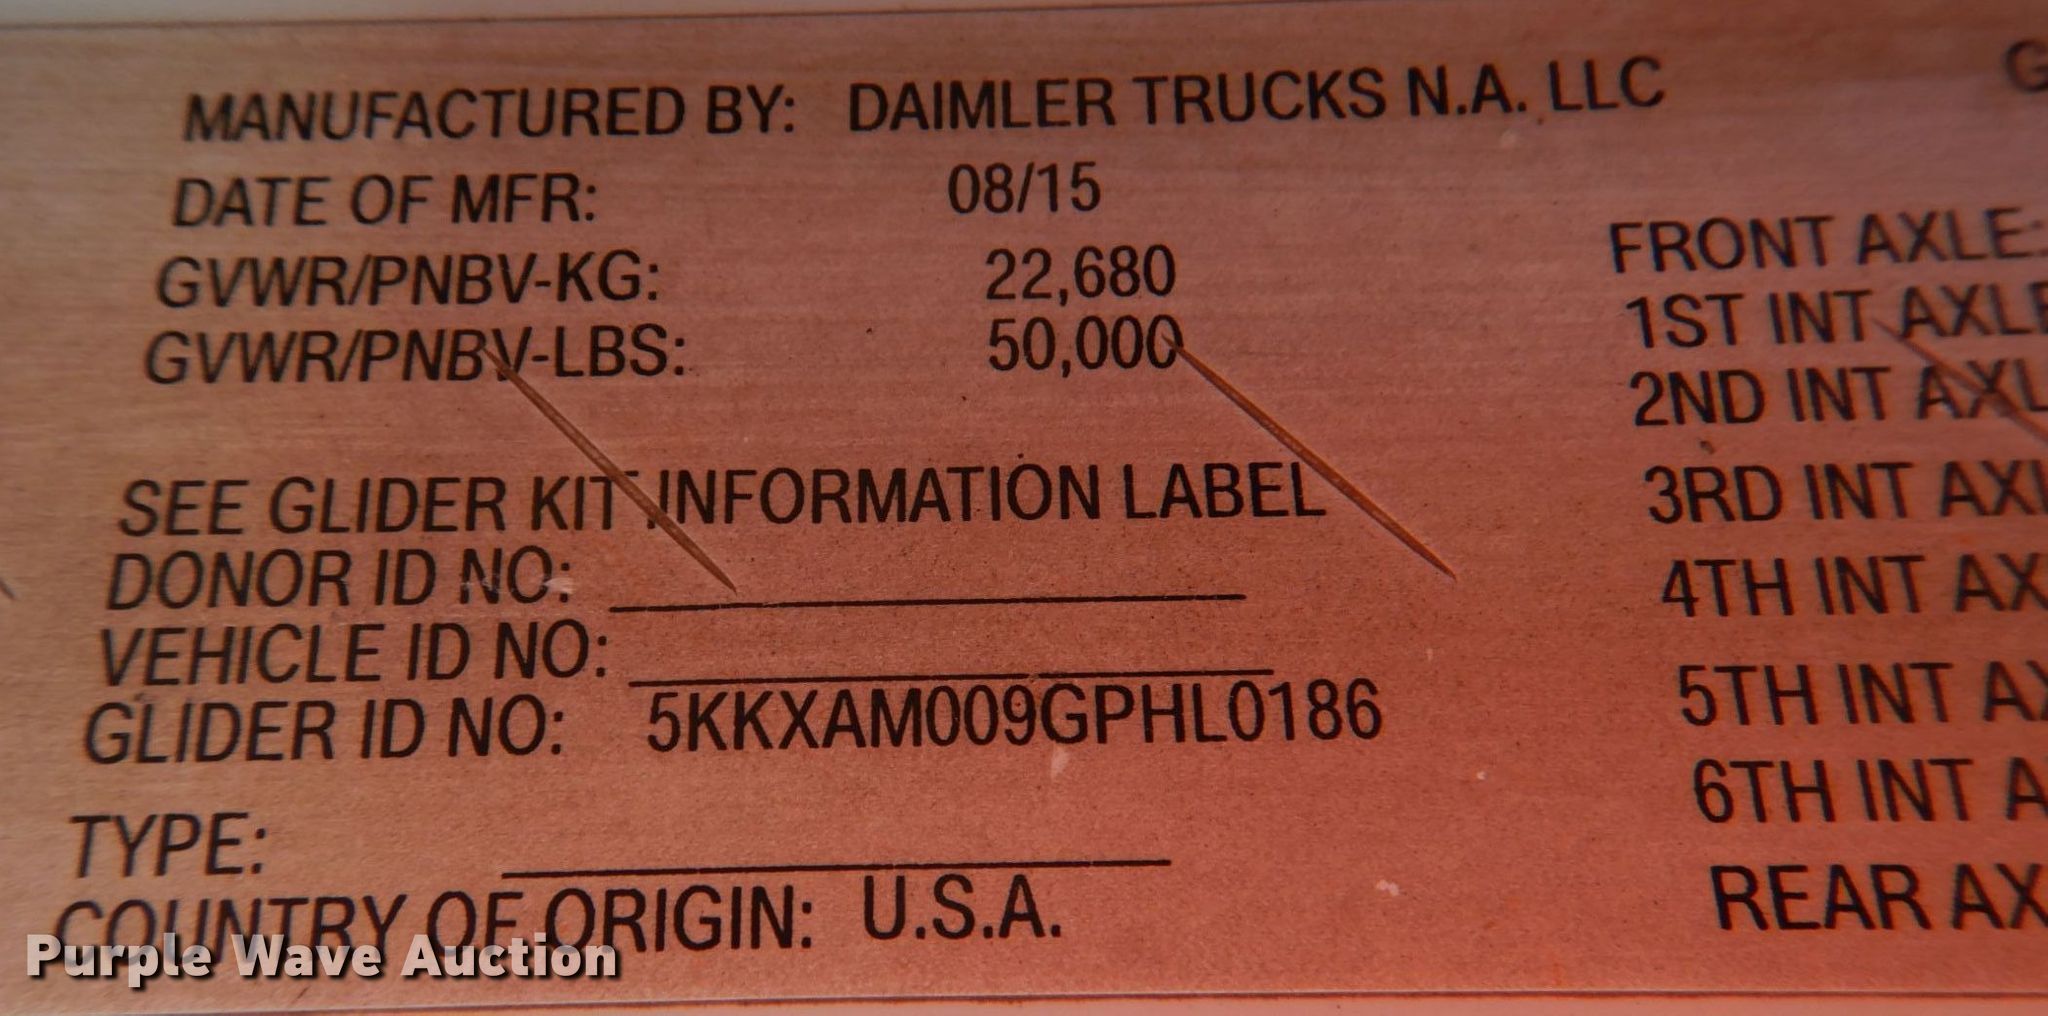 MANUFACTURED BY: DAIMLER TRUCKS N.A. LLC
DATE OF MFR: 08/15
GVWR/PNBV-KG: 22,680
GVWR/PNBV-LBS: 50,000
SEE GLIDER KIT INFORMATION LABEL
DONOR ID NO:
VEHICLE ID NO:
GLIDER ID NO: 5KKXAM009GPHL0186
TYPE:
COUNTRY OF ORIGIN: U.S.A.
G
FRONT AXLE:
1ST INT AXLE
2ND INT AXL
3RD INT AXL
4TH INT AX
5TH INT AX
6TH INT A
REAR AX
Purple Wave Auction